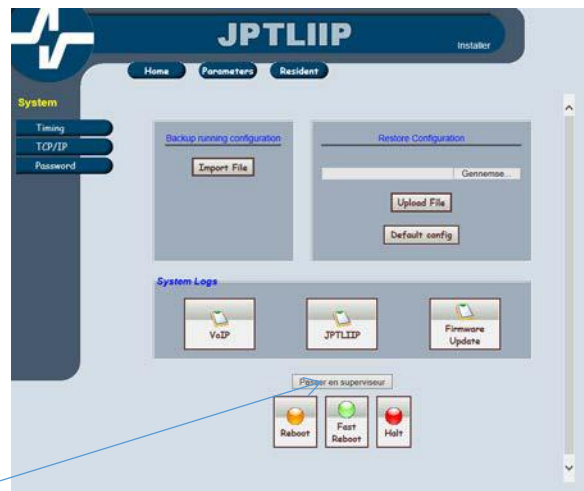 JPTLIIP
Installer
Home Parameters Resident
System
Timing
TCP/IP
Password
Backup running configuration
Import File
Restore Configuration
Gennemse...
Upload File
Default config
System Logs
VoIP
JPTLIIP
Firmware
Update
Passer en superviseur
Reboot
Fast
Reboot
Halt